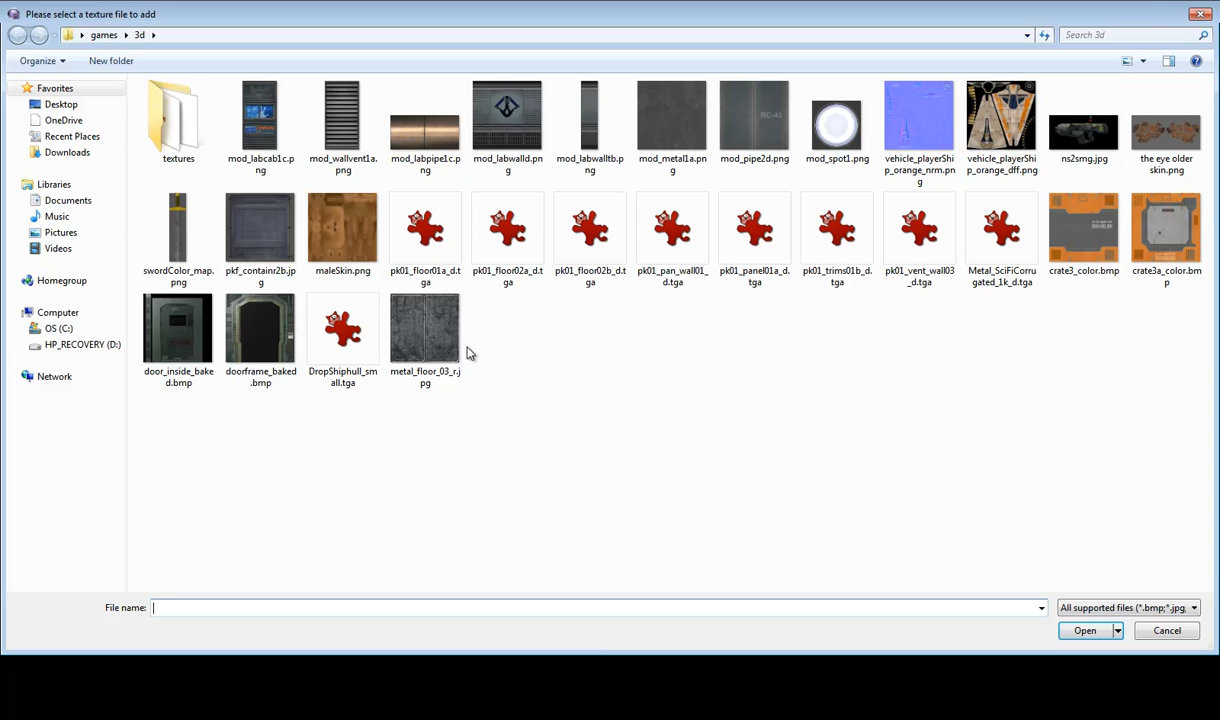 Please select a texture file to add
games
3d
Search 3d
Organize
New folder
Favorites
Desktop
OneDrive
Recent Places
Downloads
Libraries
Documents
Music
Pictures
Videos
Homegroup
Computer
OS (C:)
HP_RECOVERY (D:)
Network
textures
mod_labcab1c.p
ng
mod_wallvent1a.
png
mod_labpipe1c.p
ng
mod_labwalld.pn
g
mod_labwalltb.p
ng
mod_metal1a.pn
g
RC-43
mod_pipe2d.png
mod_spot1.png
vehicle_playerShi
p_orange_nrm.pn
g
vehicle_playerShi
p_orange_dff.png
ns2smg.jpg
the eye older
skin.png
swordColor_map.
png
pkf_containr2b.jp
g
maleSkin.png
pk01_floor01a_d.t
ga
pk01_floor02a_d.t
ga
pk01_floor02b_d.t
ga
pk01_pan_wall01_
d.tga
pk01_panel01a_d.
tga
pk01_trims01b_d.
tga
pk01_vent_wall03
_d.tga
Metal_SciFiCorru
gated_1k_d.tga
crate3_color.bmp
crate3a_color.bm
p
door_inside_bake
d.bmp
doorframe_baked
.bmp
DropShiphull_sm
all.tga
metal_floor_03_r.j
pg
File name:
All supported files (*.bmp;*.jpg,
Open
Cancel